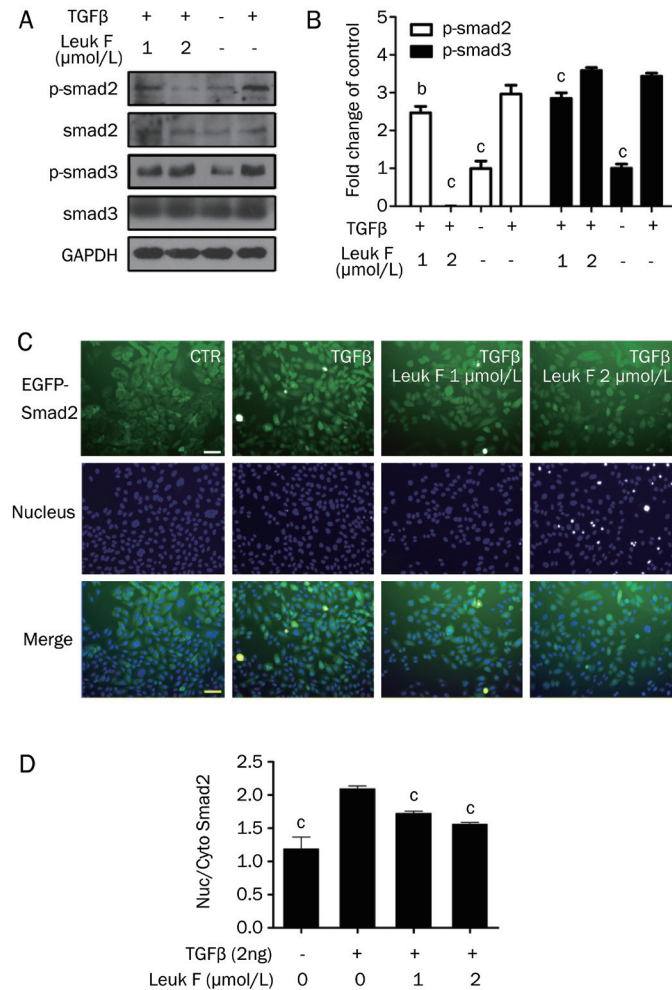 A
TGFβ + + - +
Leuk F (μmol/L) 1 2 - -
p-smad2
smad2
p-smad3
smad3
GAPDH
B
p-smad2
p-smad3
Fold change of control
5
4
3
2
1
0
b c c c c
TGFβ + + - + + + - +
Leuk F (μmol/L) 1 2 - - 1 2 - -
C
CTR
TGFβ
TGFβ
Leuk F 1 μmol/L
TGFβ
Leuk F 2 μmol/L
EGFP-
Smad2
Nucleus
Merge
D
Nuc/Cyto Smad2
2.5
2.0
1.5
1.0
0.5
0.0
c c c
TGFβ (2ng) - + + +
Leuk F (μmol/L) 0 0 1 2